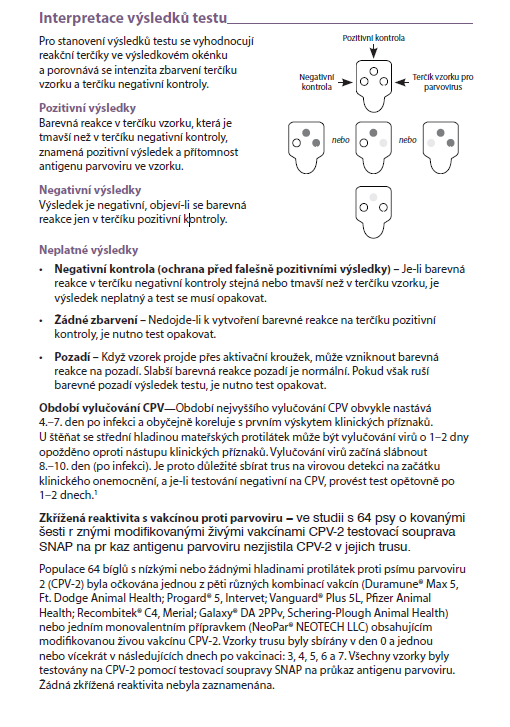 Interpretace výsledků testu
Pro stanovení výsledků testu se vyhodnocují
reakční terčíky ve výsledkovém okénku
a porovnává se intenzita zbarvení terčíku
vzorku a terčíku negativní kontroly.
Pozitivní kontrola
Negativní
kontrola
Terčík vzorku pro
parvovirus
Pozitivní výsledky
Barevná reakce v terčíku vzorku, která je
tmavší než v terčíku negativní kontroly,
znamená pozitivní výsledek a přítomnost
antigenu parvoviru ve vzorku.
nebo
nebo
Negativní výsledky
Výsledek je negativní, objeví-li se barevná
reakce jen v terčíku pozitivní kontroly.
Neplatné výsledky
• Negativní kontrola (ochrana před falešně pozitivními výsledky) – Je-li barevná
reakce v terčíku negativní kontroly stejná nebo tmavší než v terčíku vzorku, je
výsledek neplatný a test se musí opakovat.
• Žádné zbarvení – Nedojde-li k vytvoření barevné reakce na terčíku pozitivní
kontroly, je nutno test opakovat.
• Pozadí – Když vzorek projde přes aktivační kroužek, může vzniknout barevná
reakce na pozadí. Slabší barevná reakce pozadí je normální. Pokud však ruší
barevné pozadí výsledek testu, je nutno test opakovat.
Období vylučování CPV—Období nejvyššího vylučování CPV obvykle nastává
4.–7. den po infekci a obyčejně koreluje s prvním výskytem klinických příznaků.
U štěňat se střední hladinou mateřských protilátek může být vylučování virů o 1–2 dny
opožděno oproti nástupu klinických příznaků. Vylučování virů začíná slábnout
8.–10. den (po infekci). Je proto důležité sbírat trus na virovou detekci na začátku
klinického onemocnění, a je-li testování negativní na CPV, provést test opětovně po
1–2 dnech.¹
Zkřížená reaktivita s vakcínou proti parvoviru – ve studii s 64 psy o kovanými
šesti r znými modifikovanými živými vakcínami CPV-2 testovací souprava
SNAP na pr kaz antigenu parvoviru nezjistila CPV-2 v jejich trusu.
Populace 64 bíglů s nízkými nebo žádnými hladinami protilátek proti psímu parvoviru
2 (CPV-2) byla očkována jednou z pěti různých kombinací vakcín (Duramune® Max 5,
Ft. Dodge Animal Health; Progard® 5, Intervet; Vanguard® Plus 5L, Pfizer Animal
Health; Recombitek® C4, Merial; Galaxy® DA 2PPv, Schering-Plough Animal Health)
nebo jedním monovalentním přípravkem (NeoPar® NEOTECH LLC) obsahujícím
modifikovanou živou vakcínu CPV-2. Vzorky trusu byly sbírány v den 0 a jednou
nebo vícekrát v následujících dnech po vakcinaci: 3, 4, 5, 6 a 7. Všechny vzorky byly
testovány na CPV-2 pomocí testovací soupravy SNAP na průkaz antigenu parvoviru.
Žádná zkřížená reaktivita nebyla zaznamenána.